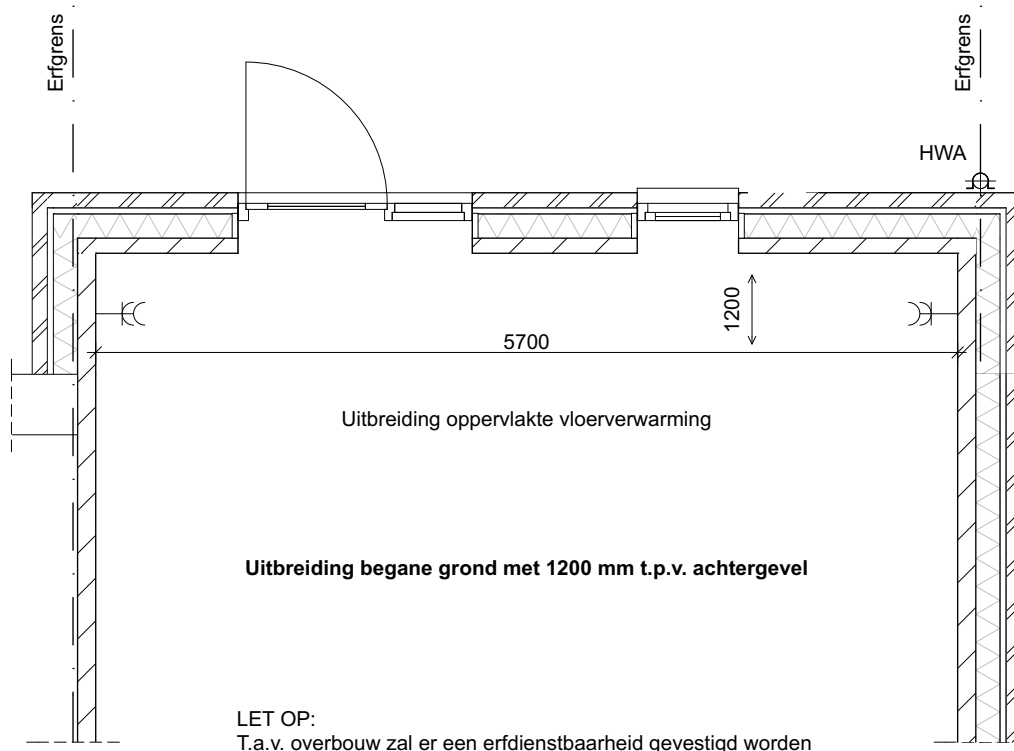 Erfgrens
Erfgrens
HWA
1200
5700
Uitbreiding oppervlakte vloerverwarming
Uitbreiding begane grond met 1200 mm t.p.v. achtergevel
LET OP:
T.a.v. overbouw zal er een erfdienstbaarheid gevestigd worden